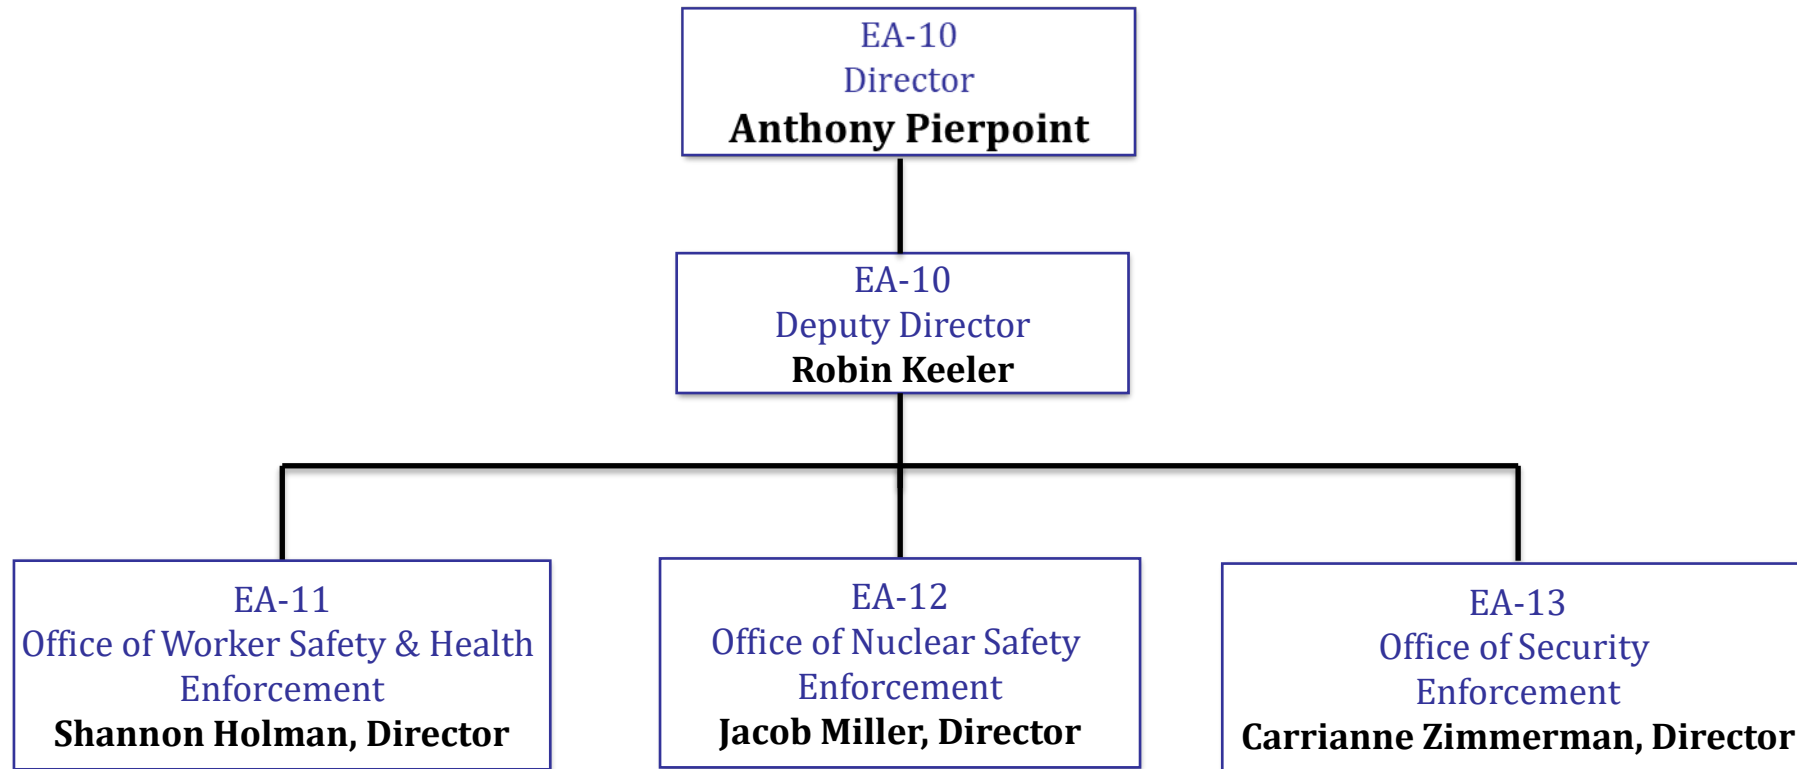 EA-10
Director
Anthony Pierpoint
EA-10
Deputy Director
Robin Keeler
EA-11
Office of Worker Safety & Health
Enforcement
Shannon Holman, Director
EA-12
Office of Nuclear Safety
Enforcement
Jacob Miller, Director
EA-13
Office of Security
Enforcement
Carrianne Zimmerman, Director